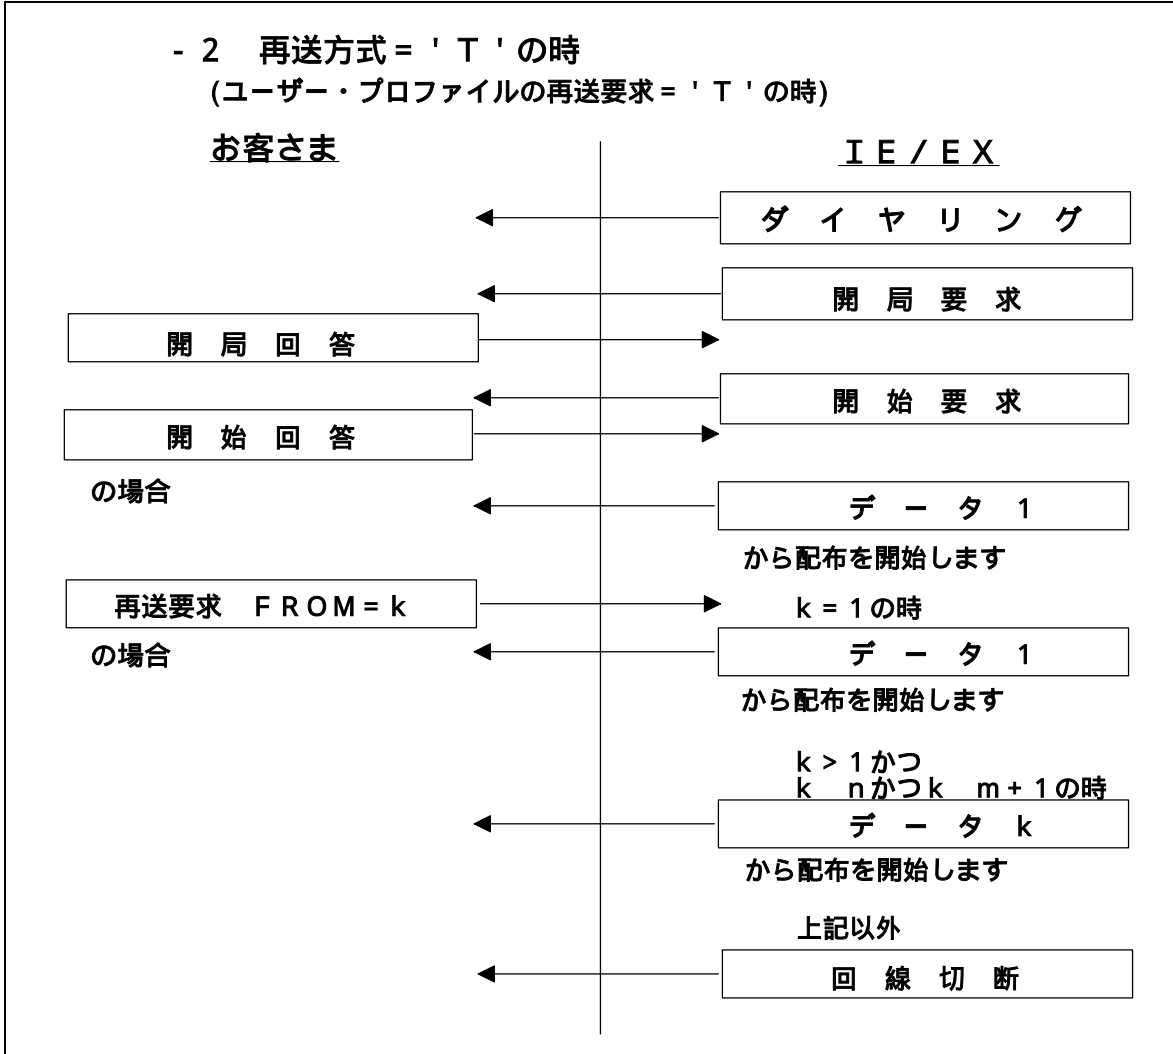 - 2 再送方式='T'の時
(ユーザー・プロファイルの再送要求='T'の時)
お客さま
IE/EX
ダイヤリング
開局要求
開局回答
開始要求
開始回答
の場合
データ1
から配布を開始します
再送要求 FROM=k
の場合
k=1の時
データ1
から配布を開始します
k>1かつ
k nかつk m+1の時
データk
から配布を開始します
上記以外
回線切断